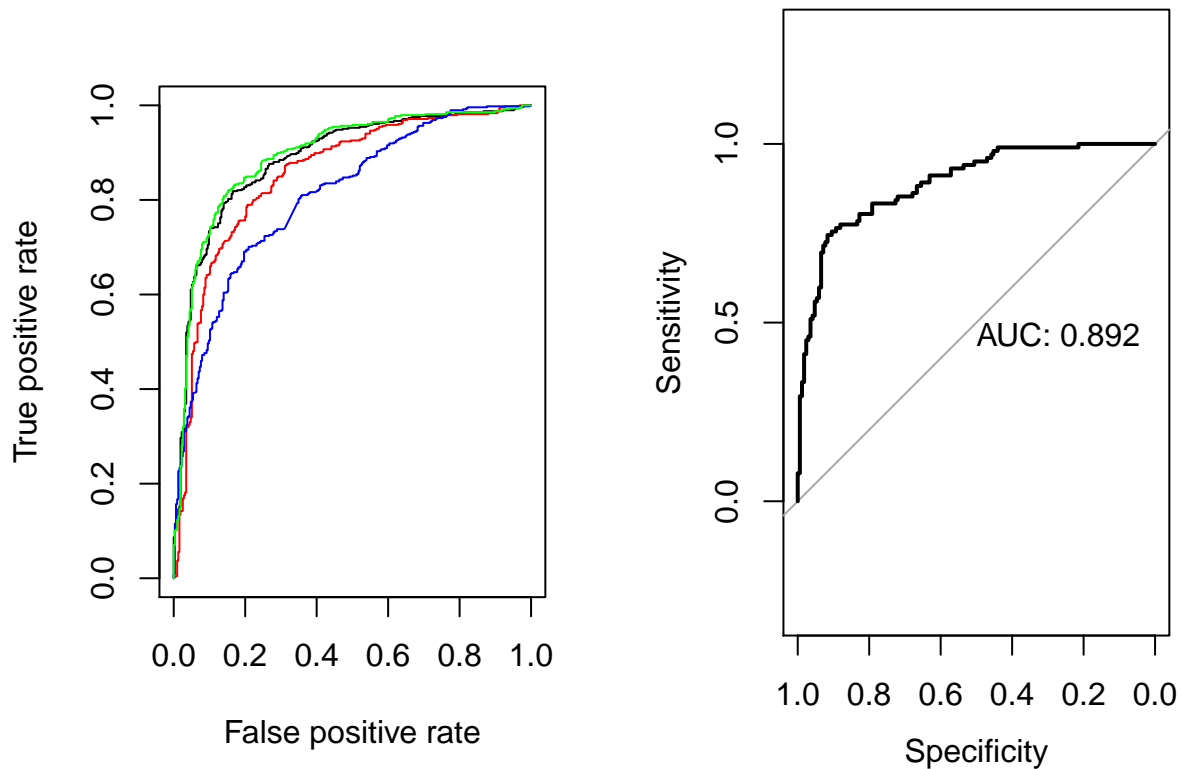 True positive rate
1.0
0.8
0.6
0.4
0.2
0.0
0.0 0.2 0.4 0.6 0.8 1.0
False positive rate
Sensitivity
1.0
0.5
0.0
AUC: 0.892
1.0 0.8 0.6 0.4 0.2 0.0
Specificity